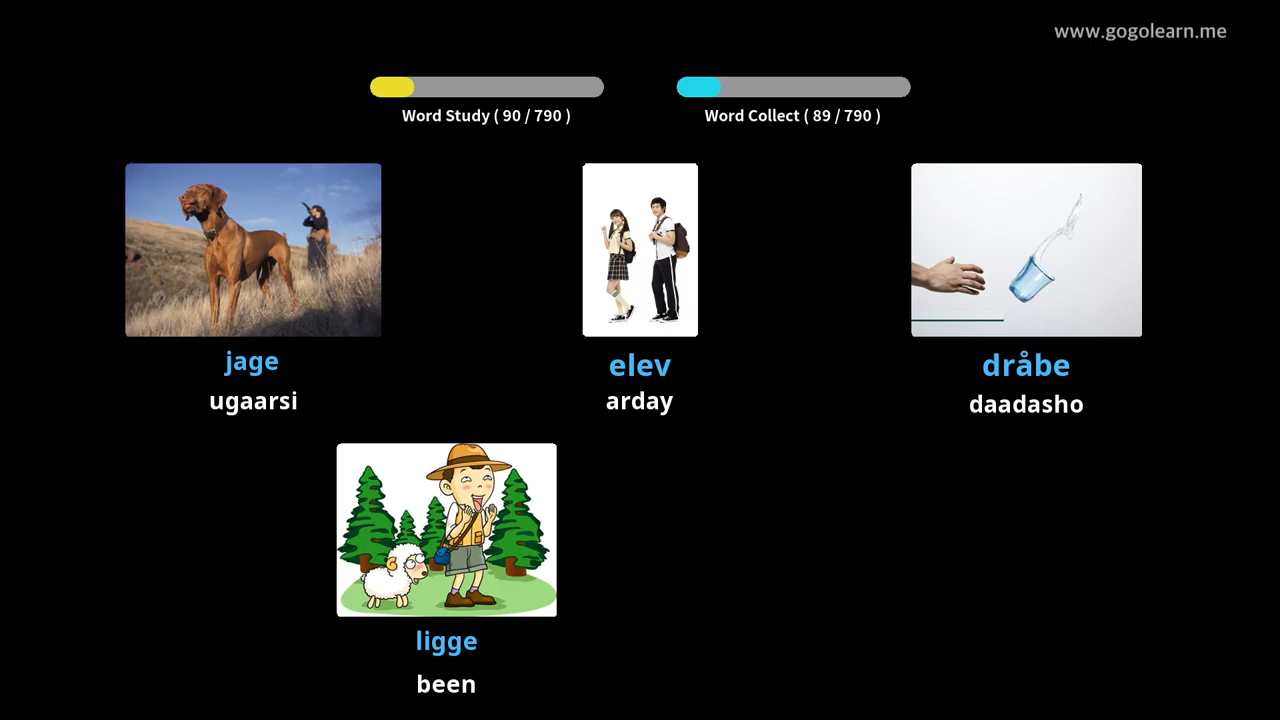 www.gogolearn.me
Word Study ( 90 / 790 )
Word Collect ( 89 / 790 )
jage
ugaarsi
elev
arday
dråbe
daadasho
ligge
been